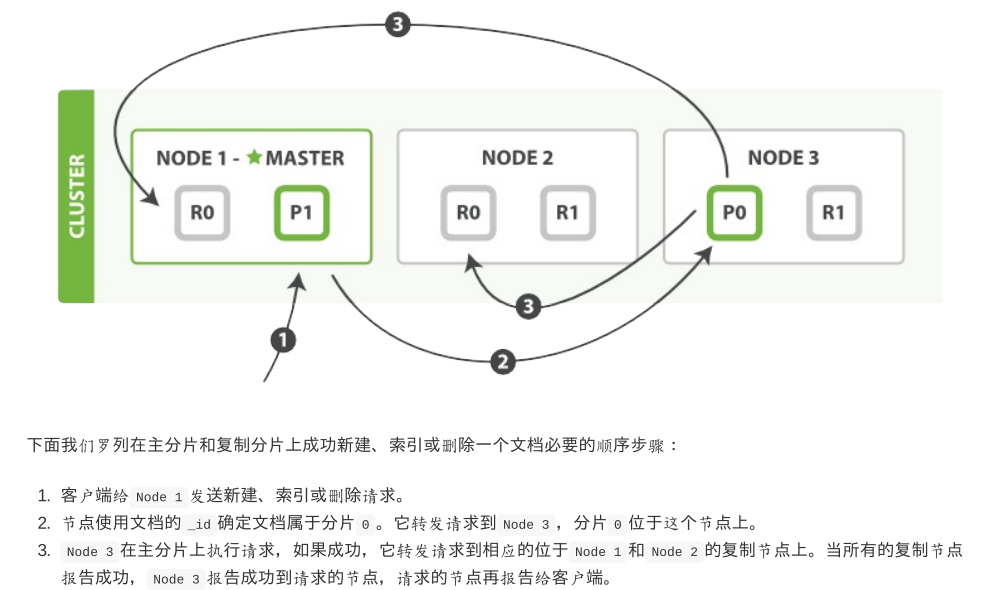 3
CLUSTER
NODE 1 - ★MASTER
NODE 2
NODE 3
R0
P1
R0
R1
P0
R1
3
1
2
下面我们罗列在主分片和复制分片上成功新建、索引或删除一个文档必要的顺序步骤：
1. 客户端给 Node 1 发送新建、索引或删除请求。
2. 节点使用文档的 _id 确定文档属于分片 0 。它转发请求到 Node 3 ，分片 0 位于这个节点上。
3. Node 3 在主分片上执行请求，如果成功，它转发请求到相应的位于 Node 1 和 Node 2 的复制节点上。当所有的复制节点
报告成功， Node 3 报告成功到请求的节点，请求的节点再报告给客户端。